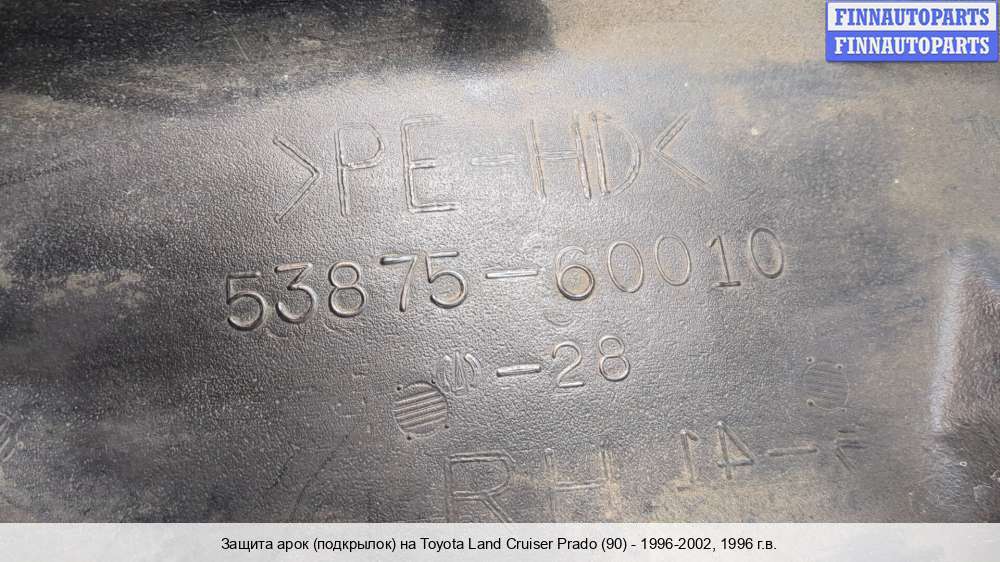 FINNAUTOPARTS
FINNAUTOPARTS
>PE-HD<
53875-60010
-28
RH
Защита арок (подкрылок) на Toyota Land Cruiser Prado (90) - 1996-2002, 1996 г.в.